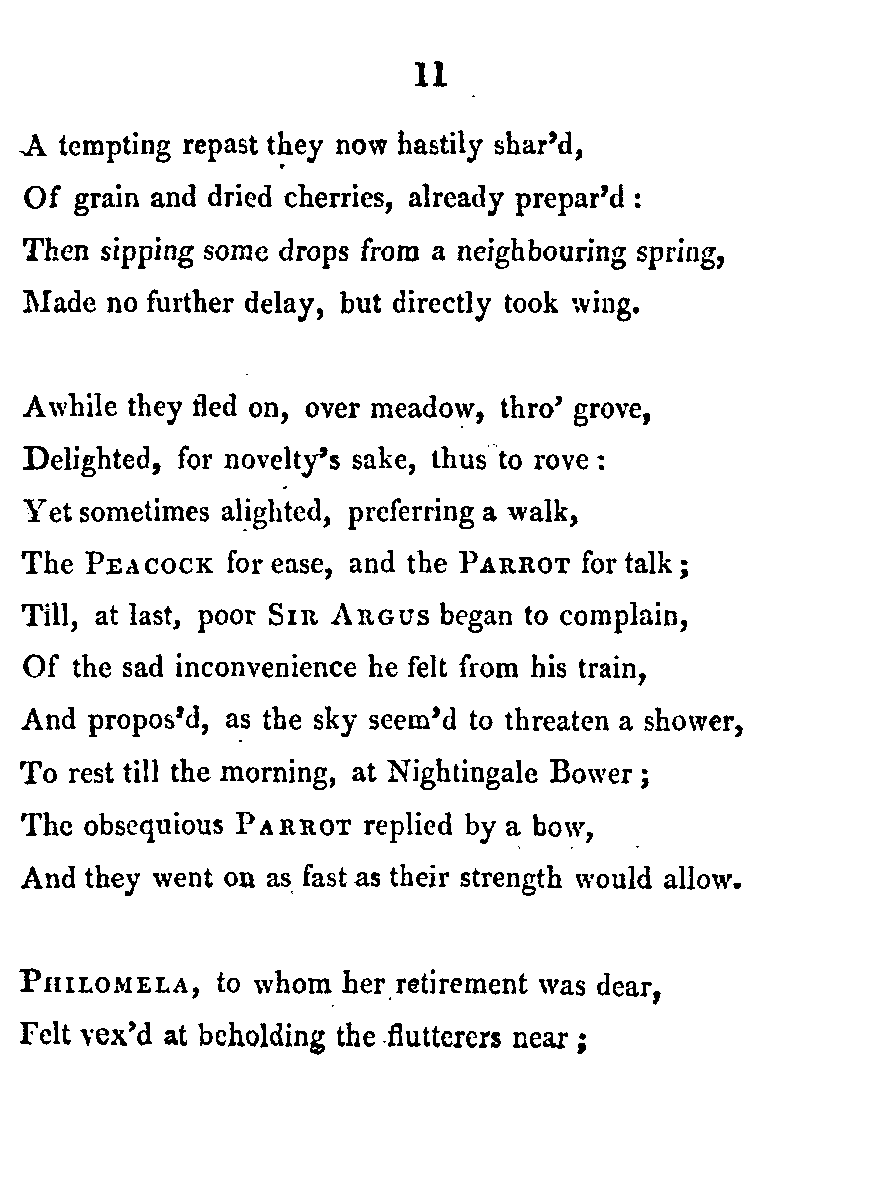 11
A tempting repast they now hastily shar'd,
Of grain and dried cherries, already prepar'd :
Then sipping some drops from a neighbouring spring,
Made no further delay, but directly took wing.
Awhile they fled on, over meadow, thro' grove,
Delighted, for novelty's sake, thus to rove :
Yet sometimes alighted, preferring a walk,
The PEACOCK for ease, and the PARROT for talk ;
Till, at last, poor SIR ARGUS began to complain,
Of the sad inconvenience he felt from his train,
And propos'd, as the sky seem'd to threaten a shower,
To rest till the morning, at Nightingale Bower ;
The obsequious PARROT replied by a bow,
And they went on as fast as their strength would allow.
PHILOMELA, to whom her retirement was dear,
Felt vex'd at beholding the flutterers near ;